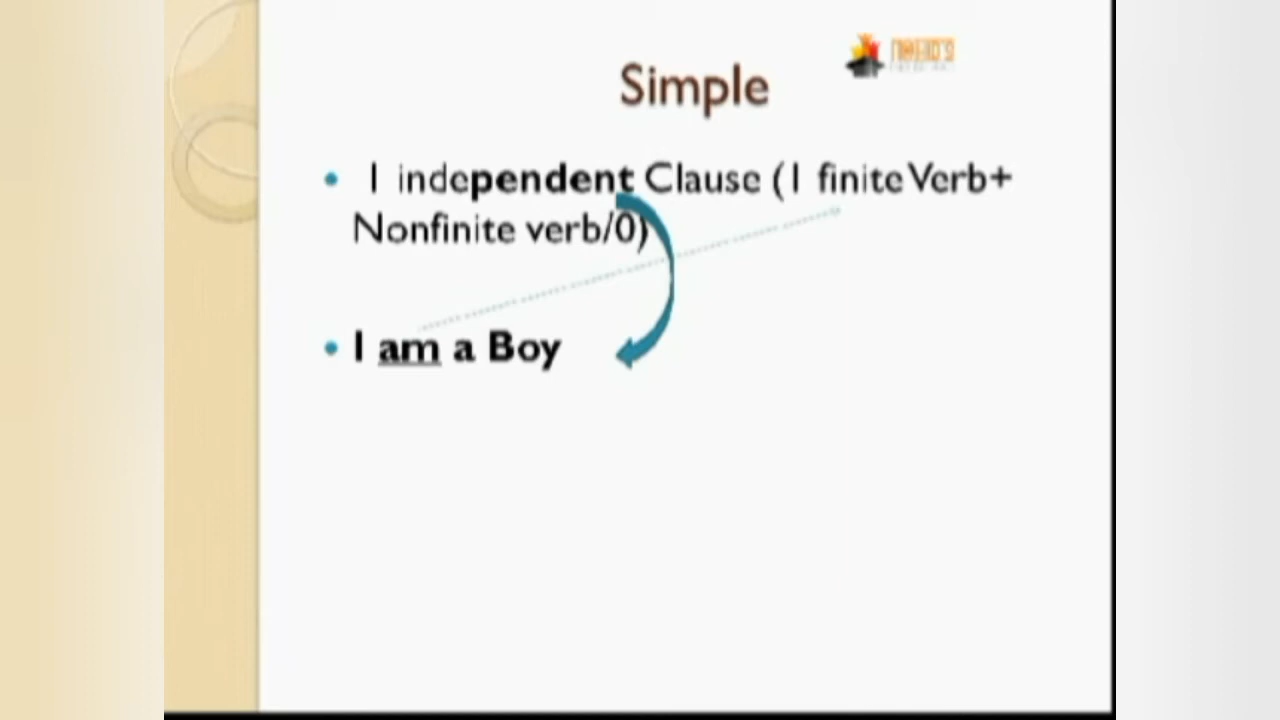 Simple
1 independent Clause (1 finite Verb+
Nonfinite verb/0)
I am a Boy